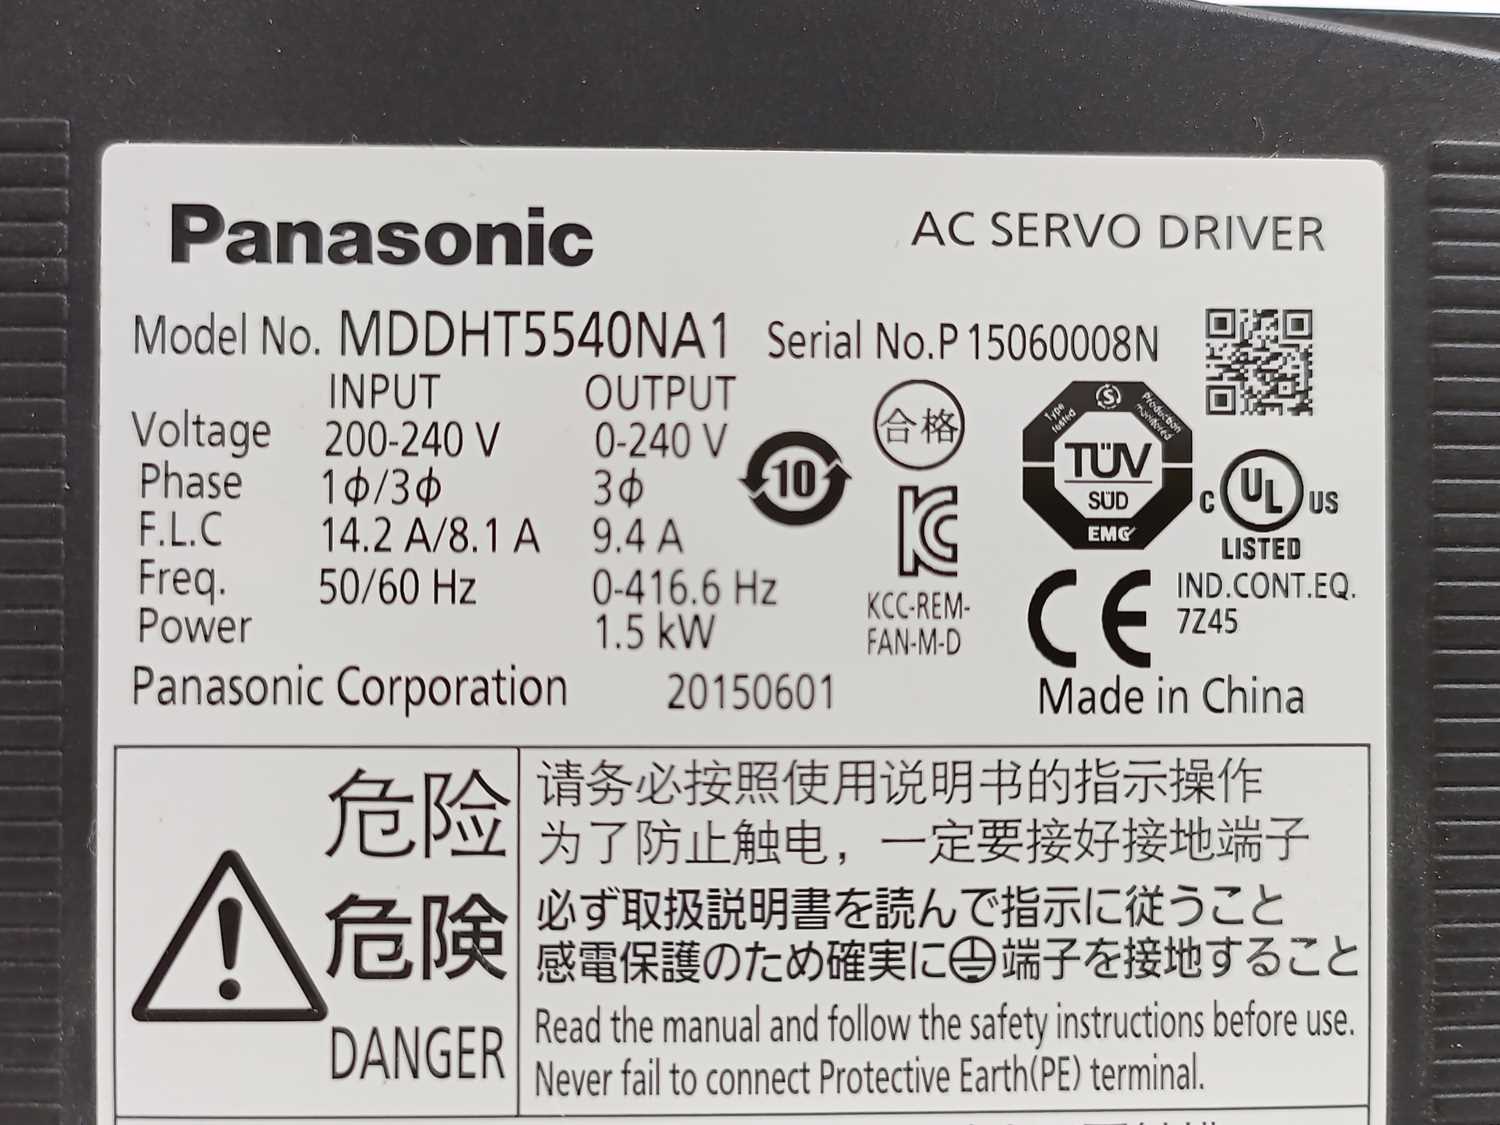 Panasonic
AC SERVO DRIVER
Model No. MDDHT5540NA1 Serial No.P15060008N
INPUT OUTPUT
Voltage 200-240 V 0-240 V
Phase 1ϕ/3ϕ 3ϕ
F.L.C 14.2 A/8.1 A 9.4 A
Freq. 50/60 Hz 0-416.6 Hz
Power 1.5 kW
Panasonic Corporation 20150601
10
合格
KCC-REM-
FAN-M-D
Type tested
Production monitored
TÜV
SÜD
EMC
C UL US
LISTED
IND.CONT.EQ.
7Z45
CE
Made in China
危险
危険
DANGER
请务必按照使用说明书的指示操作
为了防止触电，一定要接好接地端子
必ず取扱説明書を読んで指示に従うこと
感電保護のため確実に⏚端子を接地すること
Read the manual and follow the safety instructions before use.
Never fail to connect Protective Earth(PE) terminal.